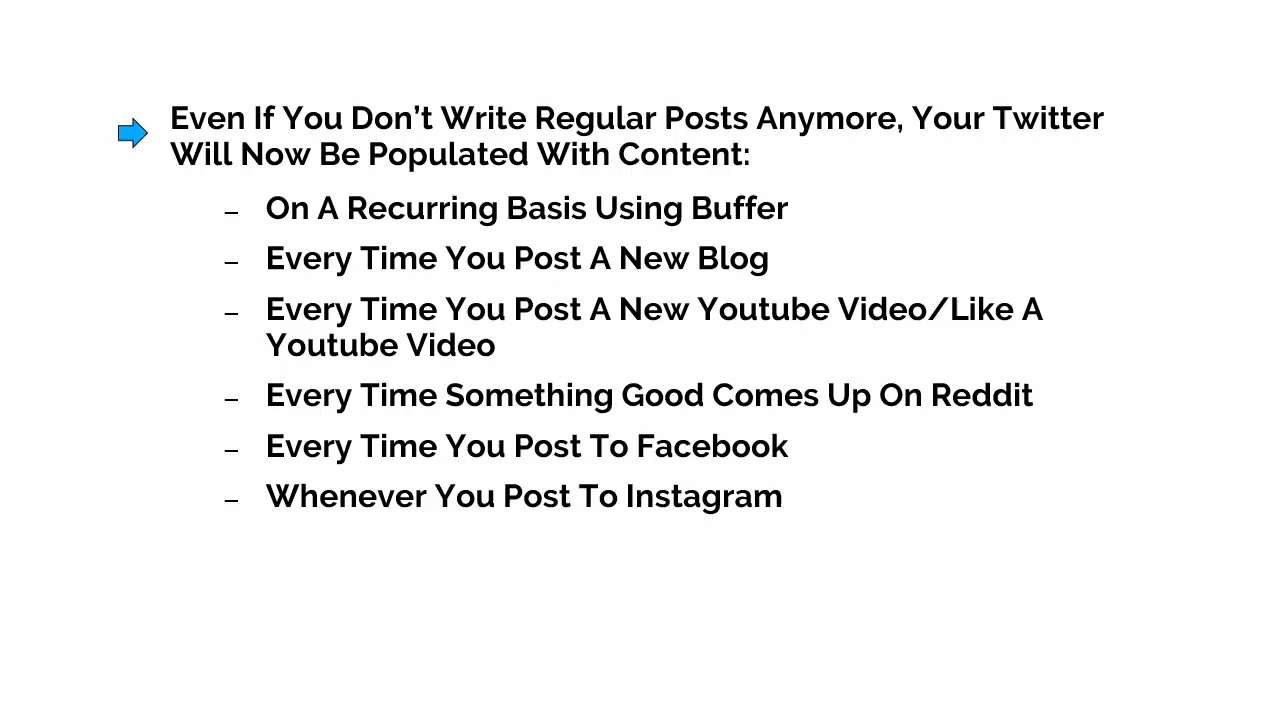 Even If You Don’t Write Regular Posts Anymore, Your Twitter
Will Now Be Populated With Content:
– On A Recurring Basis Using Buffer
– Every Time You Post A New Blog
– Every Time You Post A New Youtube Video/Like A
Youtube Video
– Every Time Something Good Comes Up On Reddit
– Every Time You Post To Facebook
– Whenever You Post To Instagram